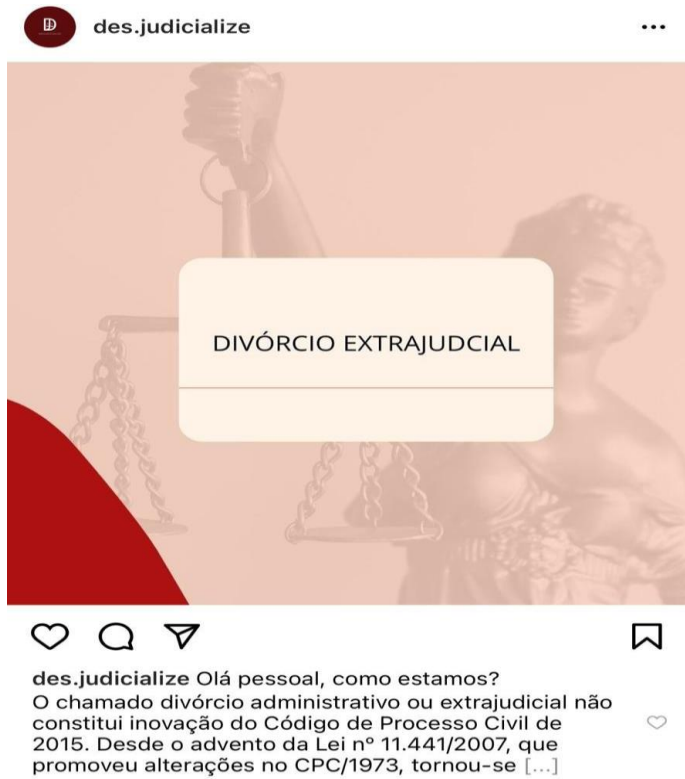 des.judicialize
DIVÓRCIO EXTRAJUDCIAL
des.judicialize Olá pessoal, como estamos?
O chamado divórcio administrativo ou extrajudicial não
constitui inovação do Código de Processo Civil de
2015. Desde o advento da Lei nº 11.441/2007, que
promoveu alterações no CPC/1973, tornou-se [...]